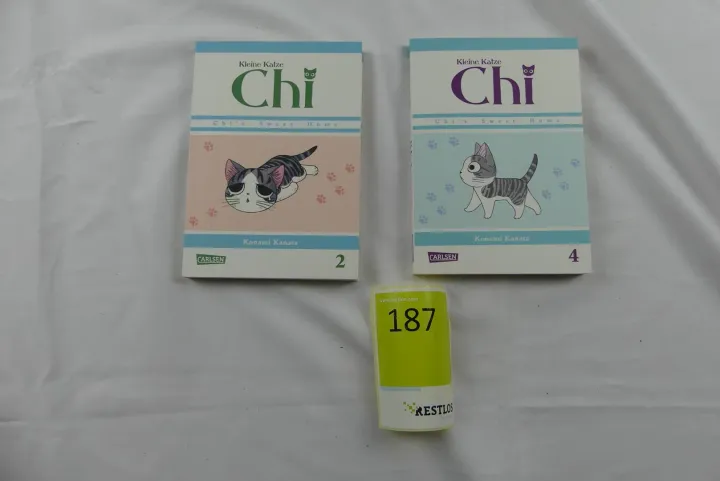 Kleine Katze
Chi
Chi's Sweet Home
Konami Kanata
CARLSEN
2
Kleine Katze
Chi
Chi's Sweet Home
Konami Kanata
CARLSEN
4
187
RESTLOS